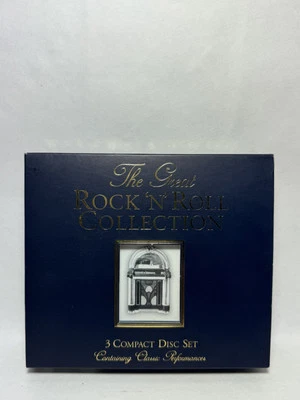 The Great
ROCK 'N' ROLL
COLLECTION
3 COMPACT DISC SET
Containing Classic Performances